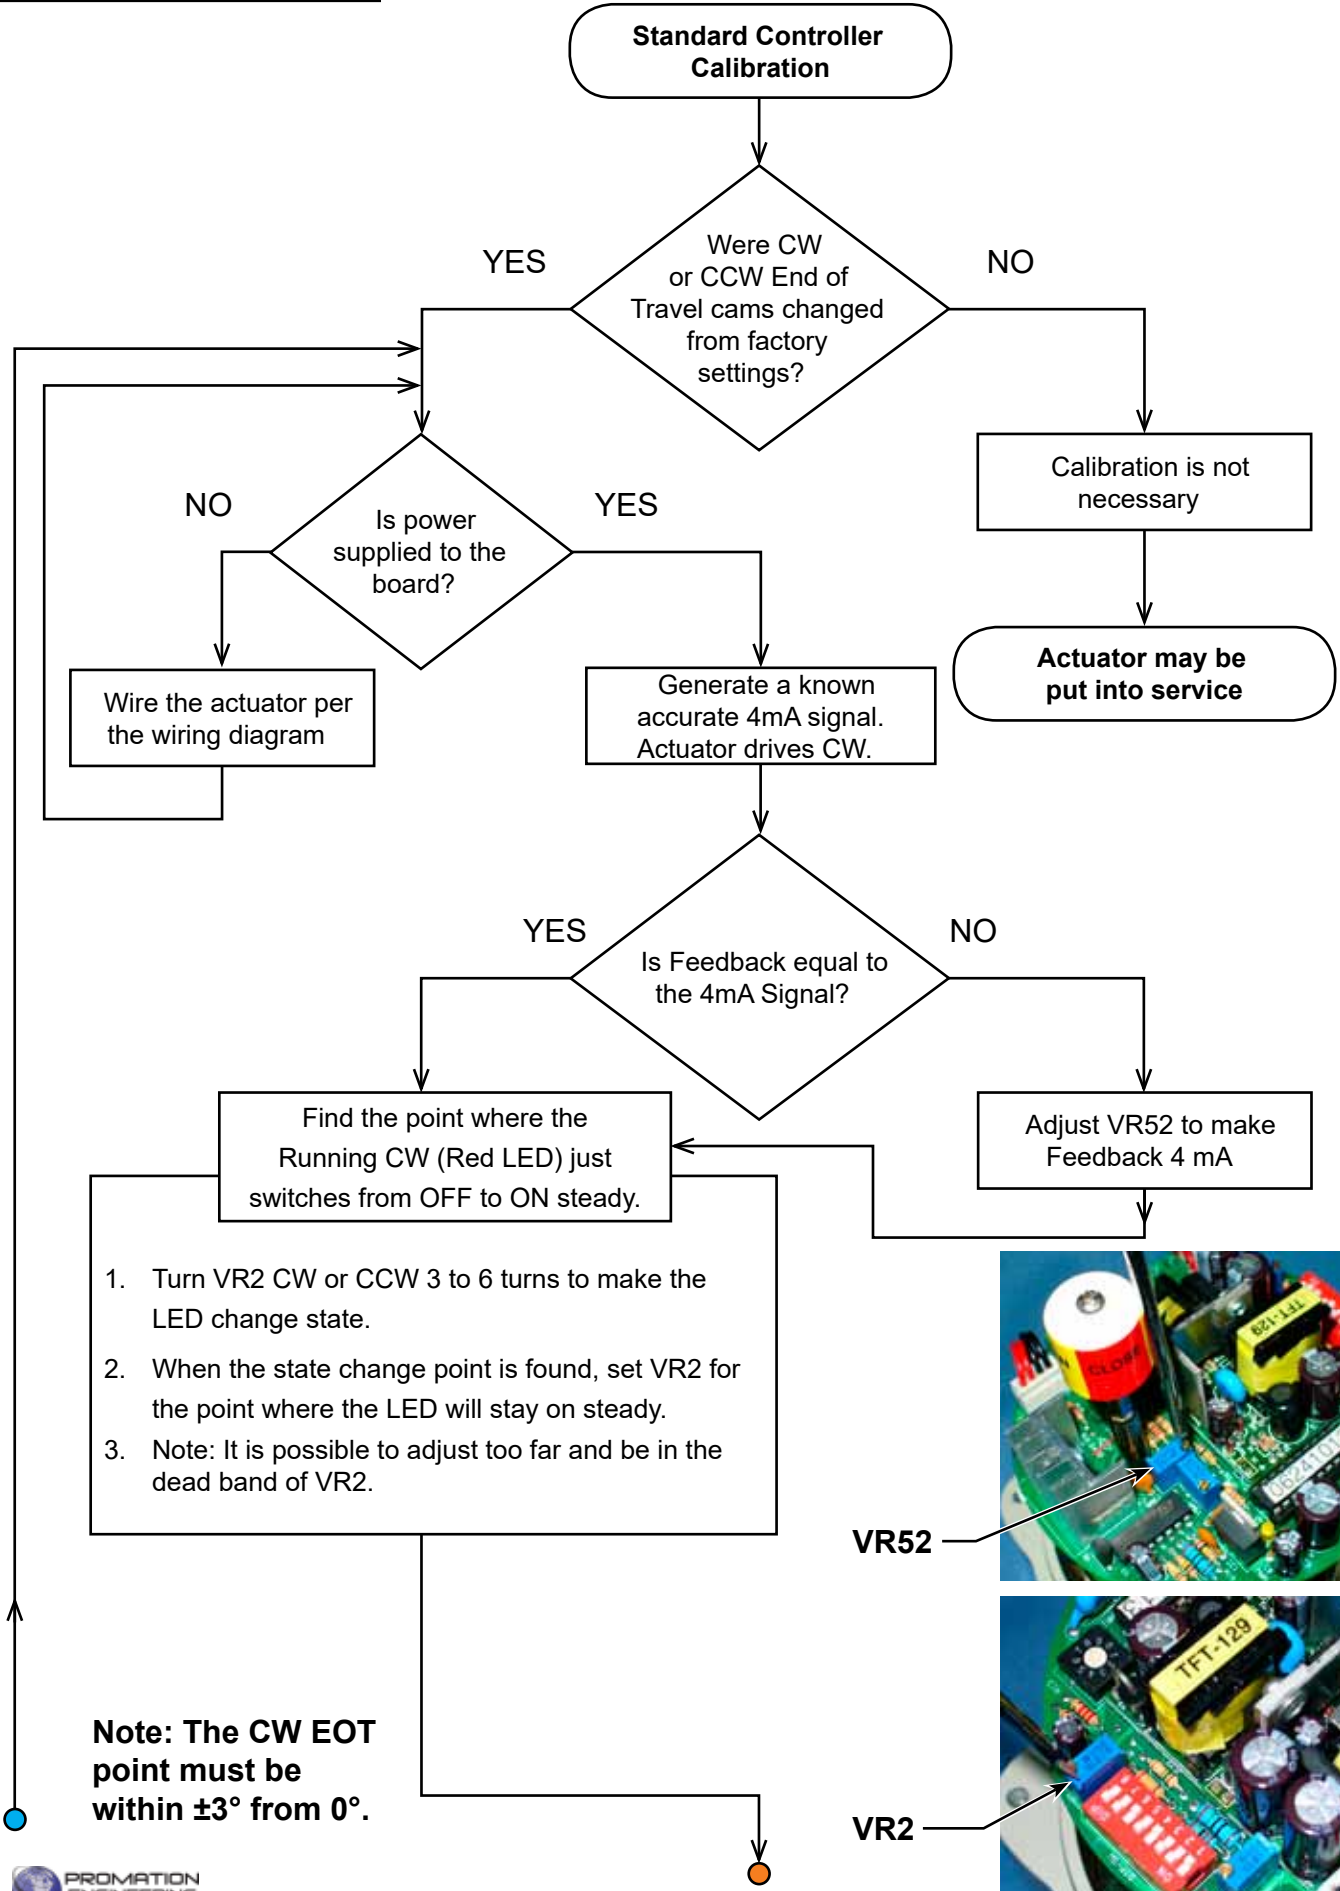 Standard Controller
Calibration
Were CW
or CCW End of
Travel cams changed
from factory
settings?
YES
NO
Is power
supplied to the
board?
NO
YES
Calibration is not
necessary
Actuator may be
put into service
Wire the actuator per
the wiring diagram
Generate a known
accurate 4mA signal.
Actuator drives CW.
YES
NO
Is Feedback equal to
the 4mA Signal?
Find the point where the
Running CW (Red LED) just
switches from OFF to ON steady.
Adjust VR52 to make
Feedback 4 mA
1. Turn VR2 CW or CCW 3 to 6 turns to make the
LED change state.
2. When the state change point is found, set VR2 for
the point where the LED will stay on steady.
3. Note: It is possible to adjust too far and be in the
dead band of VR2.
CLOSE
TFT-129
VR52
TFT-129
VR2
Note: The CW EOT
point must be
within ±3° from 0°.
PROMATION